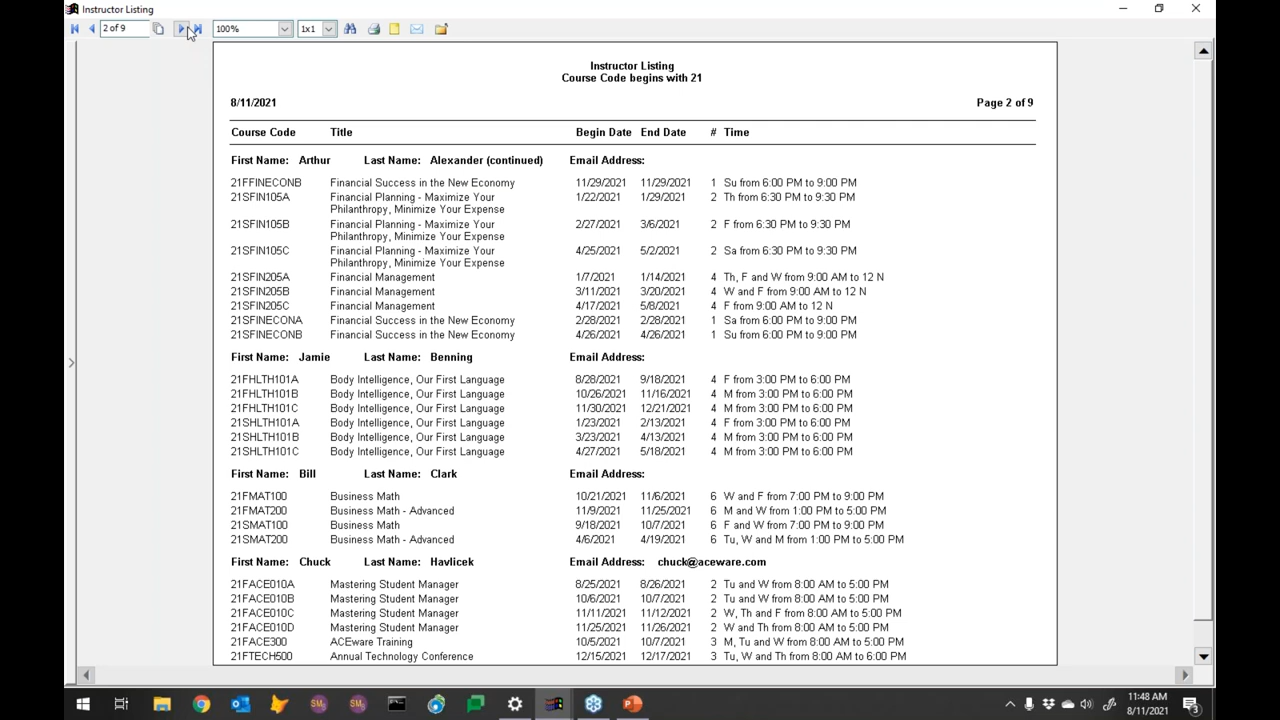 Instructor Listing
2 of 9 100% 1x1
Instructor Listing
Course Code begins with 21
8/11/2021 Page 2 of 9
Course Code Title Begin Date End Date # Time
First Name: Arthur Last Name: Alexander (continued) Email Address:
21FFINECONB Financial Success in the New Economy 11/29/2021 11/29/2021 1 Su from 6:00 PM to 9:00 PM
21SFIN105A Financial Planning - Maximize Your 1/22/2021 1/29/2021 2 Th from 6:30 PM to 9:30 PM
Philanthropy, Minimize Your Expense
21SFIN105B Financial Planning - Maximize Your 2/27/2021 3/6/2021 2 F from 6:30 PM to 9:30 PM
Philanthropy, Minimize Your Expense
21SFIN105C Financial Planning - Maximize Your 4/25/2021 5/2/2021 2 Sa from 6:30 PM to 9:30 PM
Philanthropy, Minimize Your Expense
21SFIN205A Financial Management 1/7/2021 1/14/2021 4 Th, F and W from 9:00 AM to 12 N
21SFIN205B Financial Management 3/11/2021 3/20/2021 4 W and F from 9:00 AM to 12 N
21SFIN205C Financial Management 4/17/2021 5/8/2021 4 F from 9:00 AM to 12 N
21SFINECONA Financial Success in the New Economy 2/28/2021 2/28/2021 1 Sa from 6:00 PM to 9:00 PM
21SFINECONB Financial Success in the New Economy 4/26/2021 4/26/2021 1 Su from 6:00 PM to 9:00 PM
First Name: Jamie Last Name: Benning Email Address:
21FHLTH101A Body Intelligence, Our First Language 8/28/2021 9/18/2021 4 F from 3:00 PM to 6:00 PM
21FHLTH101B Body Intelligence, Our First Language 10/26/2021 11/16/2021 4 M from 3:00 PM to 6:00 PM
21FHLTH101C Body Intelligence, Our First Language 11/30/2021 12/21/2021 4 M from 3:00 PM to 6:00 PM
21SHLTH101A Body Intelligence, Our First Language 1/23/2021 2/13/2021 4 F from 3:00 PM to 6:00 PM
21SHLTH101B Body Intelligence, Our First Language 3/23/2021 4/13/2021 4 M from 3:00 PM to 6:00 PM
21SHLTH101C Body Intelligence, Our First Language 4/27/2021 5/18/2021 4 M from 3:00 PM to 6:00 PM
First Name: Bill Last Name: Clark Email Address:
21FMAT100 Business Math 10/21/2021 11/6/2021 6 W and F from 7:00 PM to 9:00 PM
21FMAT200 Business Math - Advanced 11/9/2021 11/25/2021 6 M and W from 1:00 PM to 5:00 PM
21SMAT100 Business Math 9/18/2021 10/7/2021 6 F and W from 7:00 PM to 9:00 PM
21SMAT200 Business Math - Advanced 4/6/2021 4/19/2021 6 Tu, W and M from 1:00 PM to 5:00 PM
First Name: Chuck Last Name: Havlicek Email Address: chuck@aceware.com
21FACE010A Mastering Student Manager 8/25/2021 8/26/2021 2 Tu and W from 8:00 AM to 5:00 PM
21FACE010B Mastering Student Manager 10/6/2021 10/7/2021 2 Tu and W from 8:00 AM to 5:00 PM
21FACE010C Mastering Student Manager 11/11/2021 11/12/2021 2 W, Th and F from 8:00 AM to 5:00 PM
21FACE010D Mastering Student Manager 11/25/2021 11/26/2021 2 W and Th from 8:00 AM to 5:00 PM
21FACE300 ACEware Training 10/5/2021 10/7/2021 3 M, Tu and W from 8:00 AM to 5:00 PM
21FTECH500 Annual Technology Conference 12/15/2021 12/17/2021 3 Tu, W and Th from 8:00 AM to 6:00 PM
SM SM 11:48 AM
8/11/2021 3